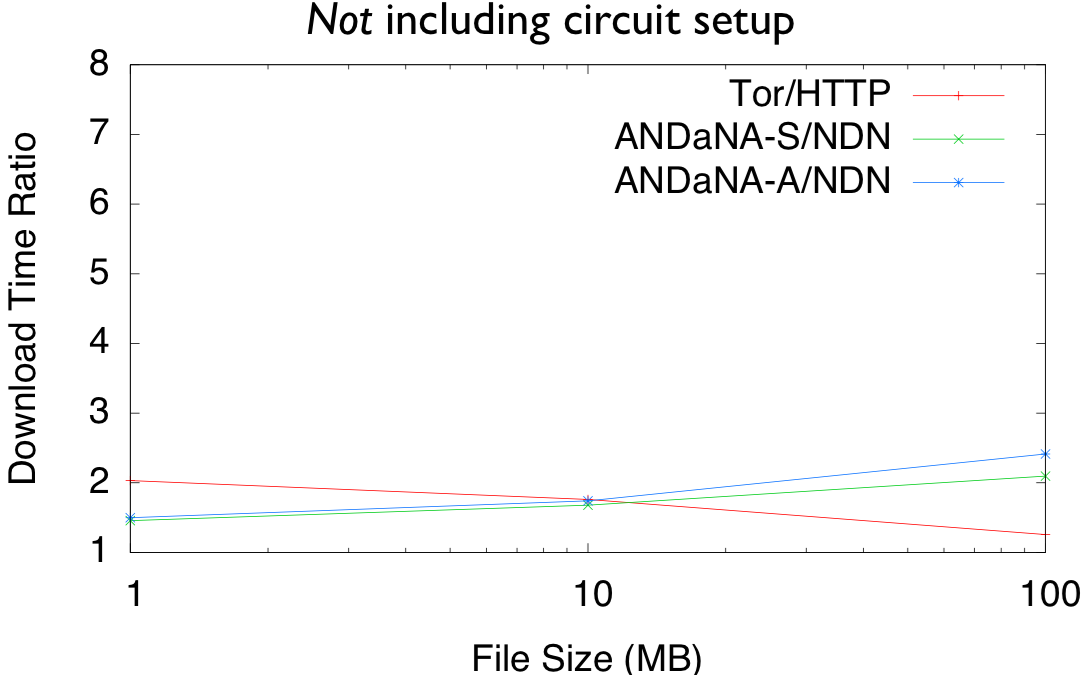 Not including circuit setup
8
7
6
5
4
3
2
1
Download Time Ratio
Tor/HTTP
ANDaNA-S/NDN
ANDaNA-A/NDN
1 10 100
File Size (MB)